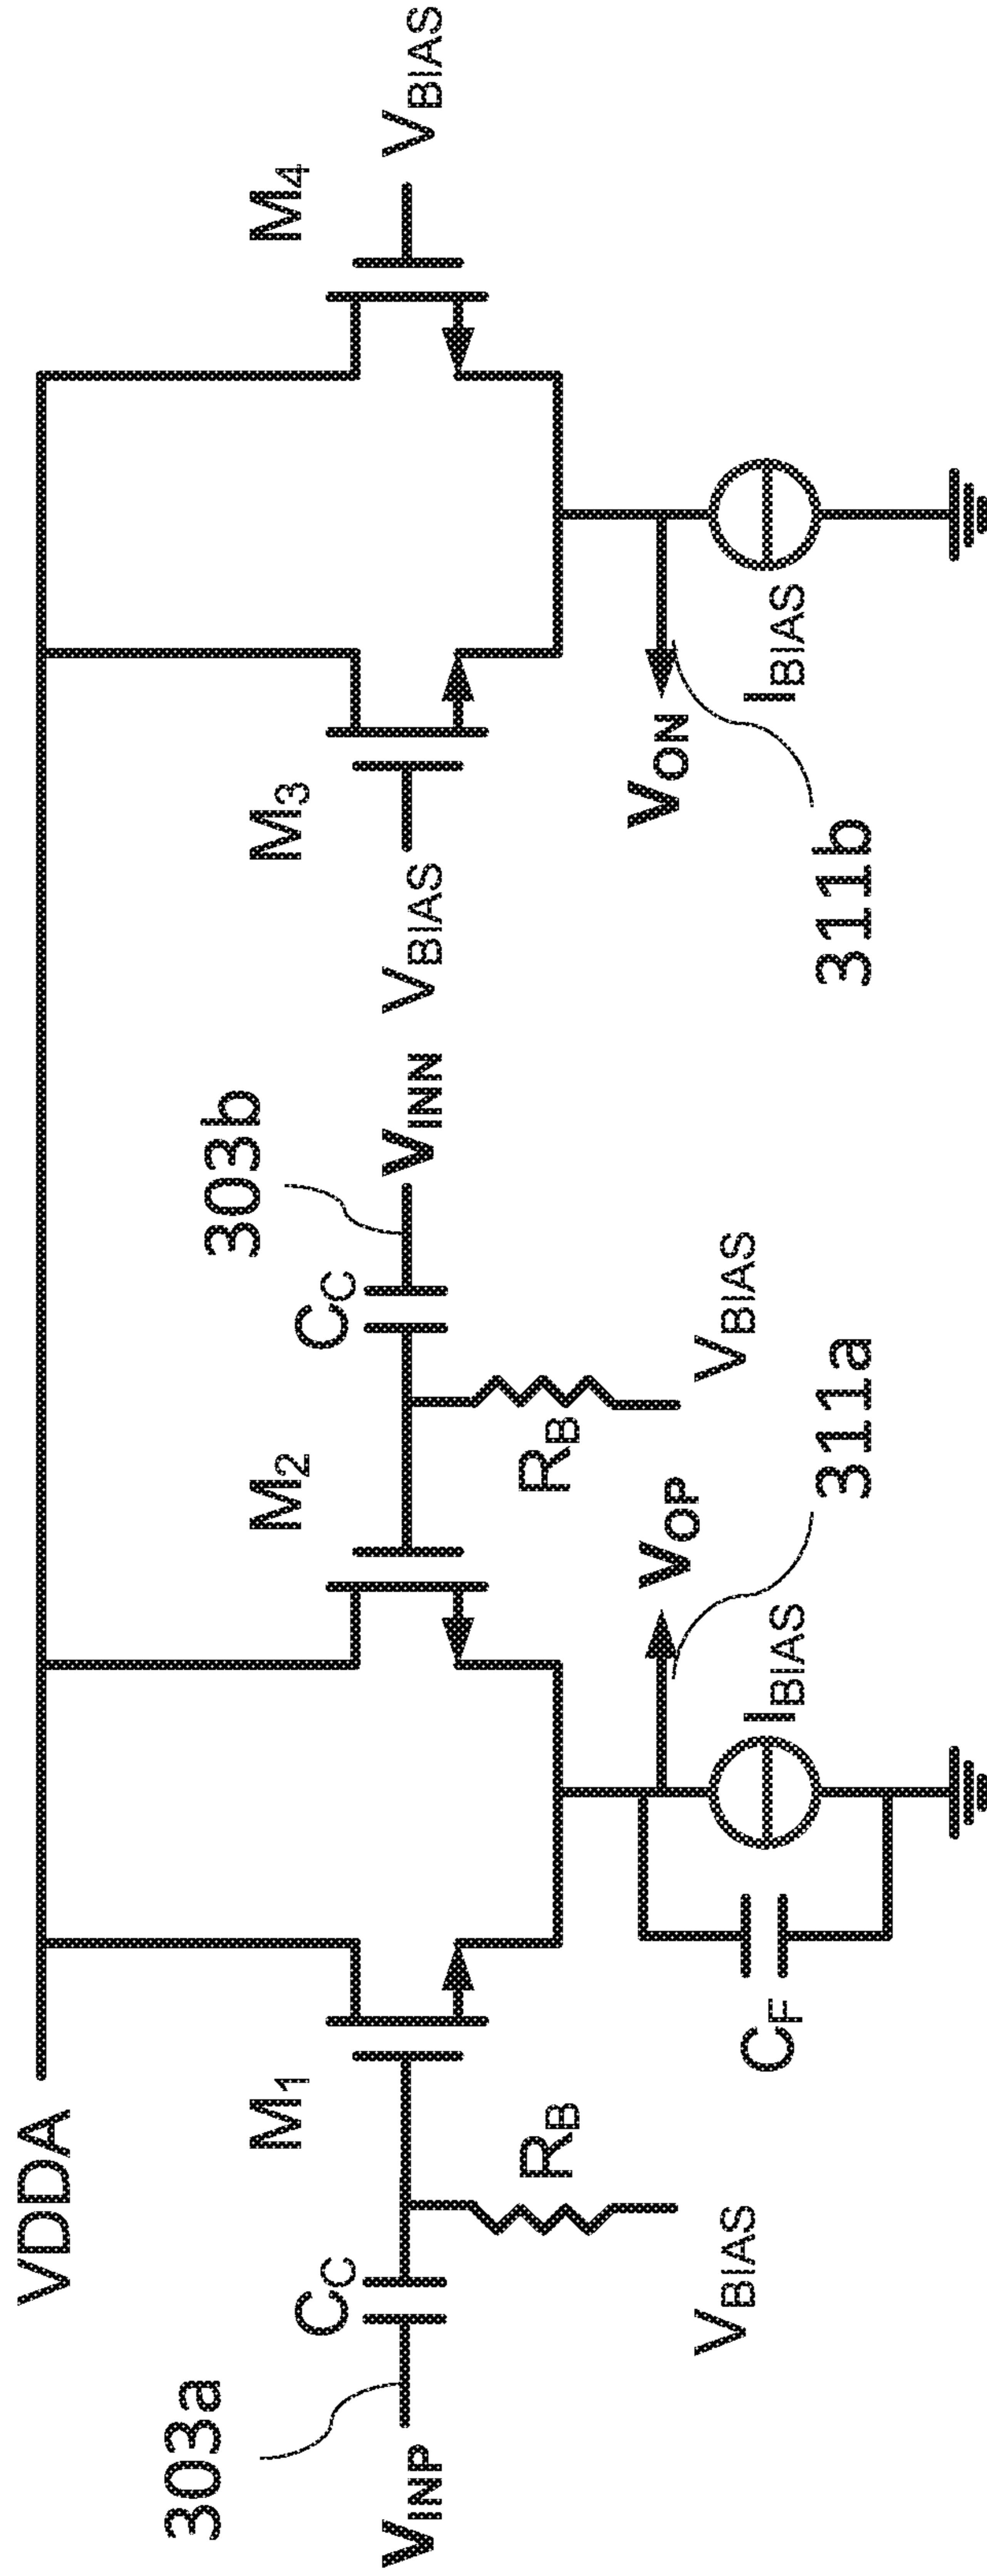 VDDA
303a
303b
M₁
M₂
M₃
M₄
C_C
C_C
V_INP
V_INN
V_BIAS
V_BIAS
R_B
R_B
V_BIAS
V_BIAS
V_OP
V_ON
C_F
I_BIAS
I_BIAS
311a
311b